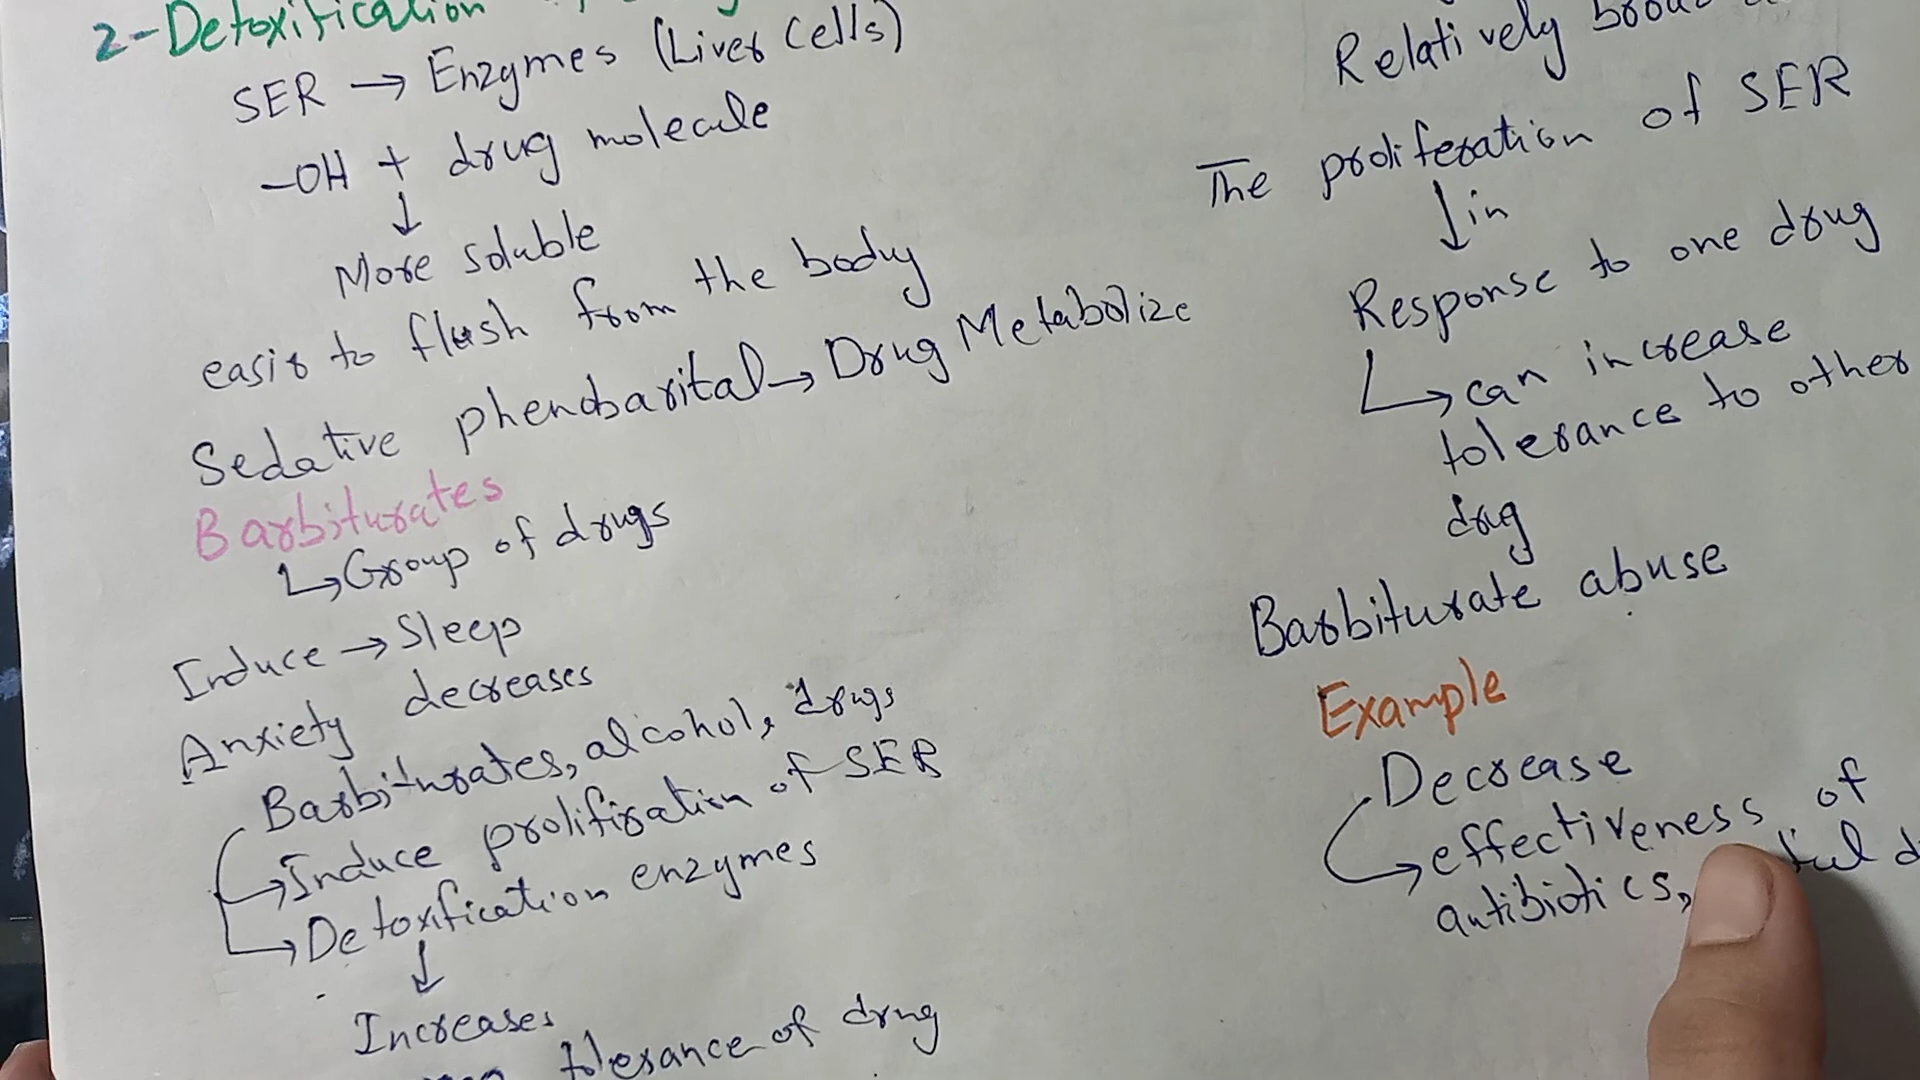 2-Detoxification
SER → Enzymes (Liver Cells)
-OH + drug molecule
↓
More soluble
easir to flush from the body
Sedative phenobarital → Drug Metabolize
Barbiturates
↳ Group of drugs
Induce → Sleep
Anxiety decreases
Barbiturates, alcohol, drugs
→ Induce prolifiration of SER
→ Detoxification enzymes
↓
Increases
tolerance of drug
Relatively
The proliferation of SER
↓ in
Response to one drug
↳ can increase
tolerance to other
drug
Barbiturate abuse
Example
Decrease
→ effectiveness of
antibiotics,